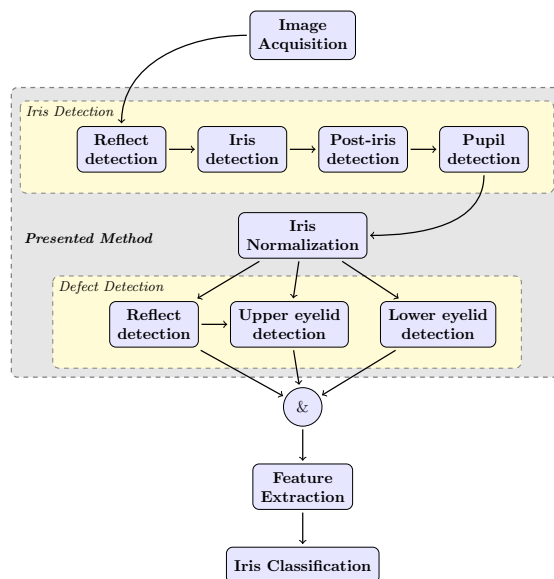 Image
Acquisition
Iris Detection
Reflect
detection
Iris
detection
Post-iris
detection
Pupil
detection
Presented Method
Iris
Normalization
Defect Detection
Reflect
detection
Upper eyelid
detection
Lower eyelid
detection
&
Feature
Extraction
Iris Classification